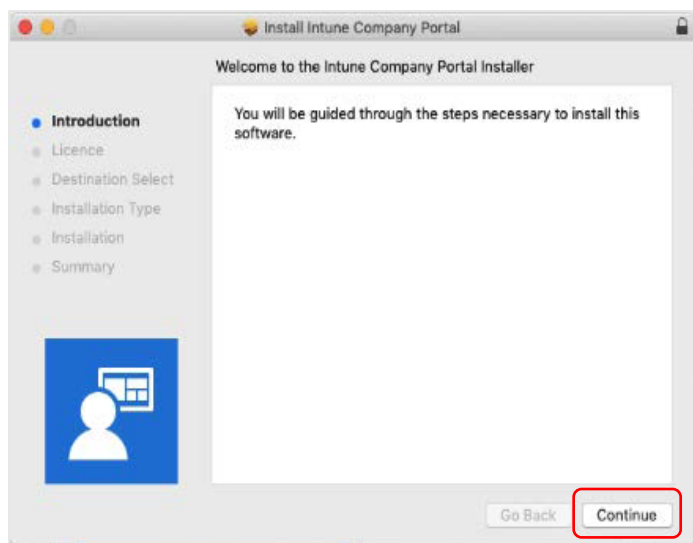 Install Intune Company Portal
Welcome to the Intune Company Portal Installer
Introduction
Licence
Destination Select
Installation Type
Installation
Summary
You will be guided through the steps necessary to install this
software.
Go Back
Continue